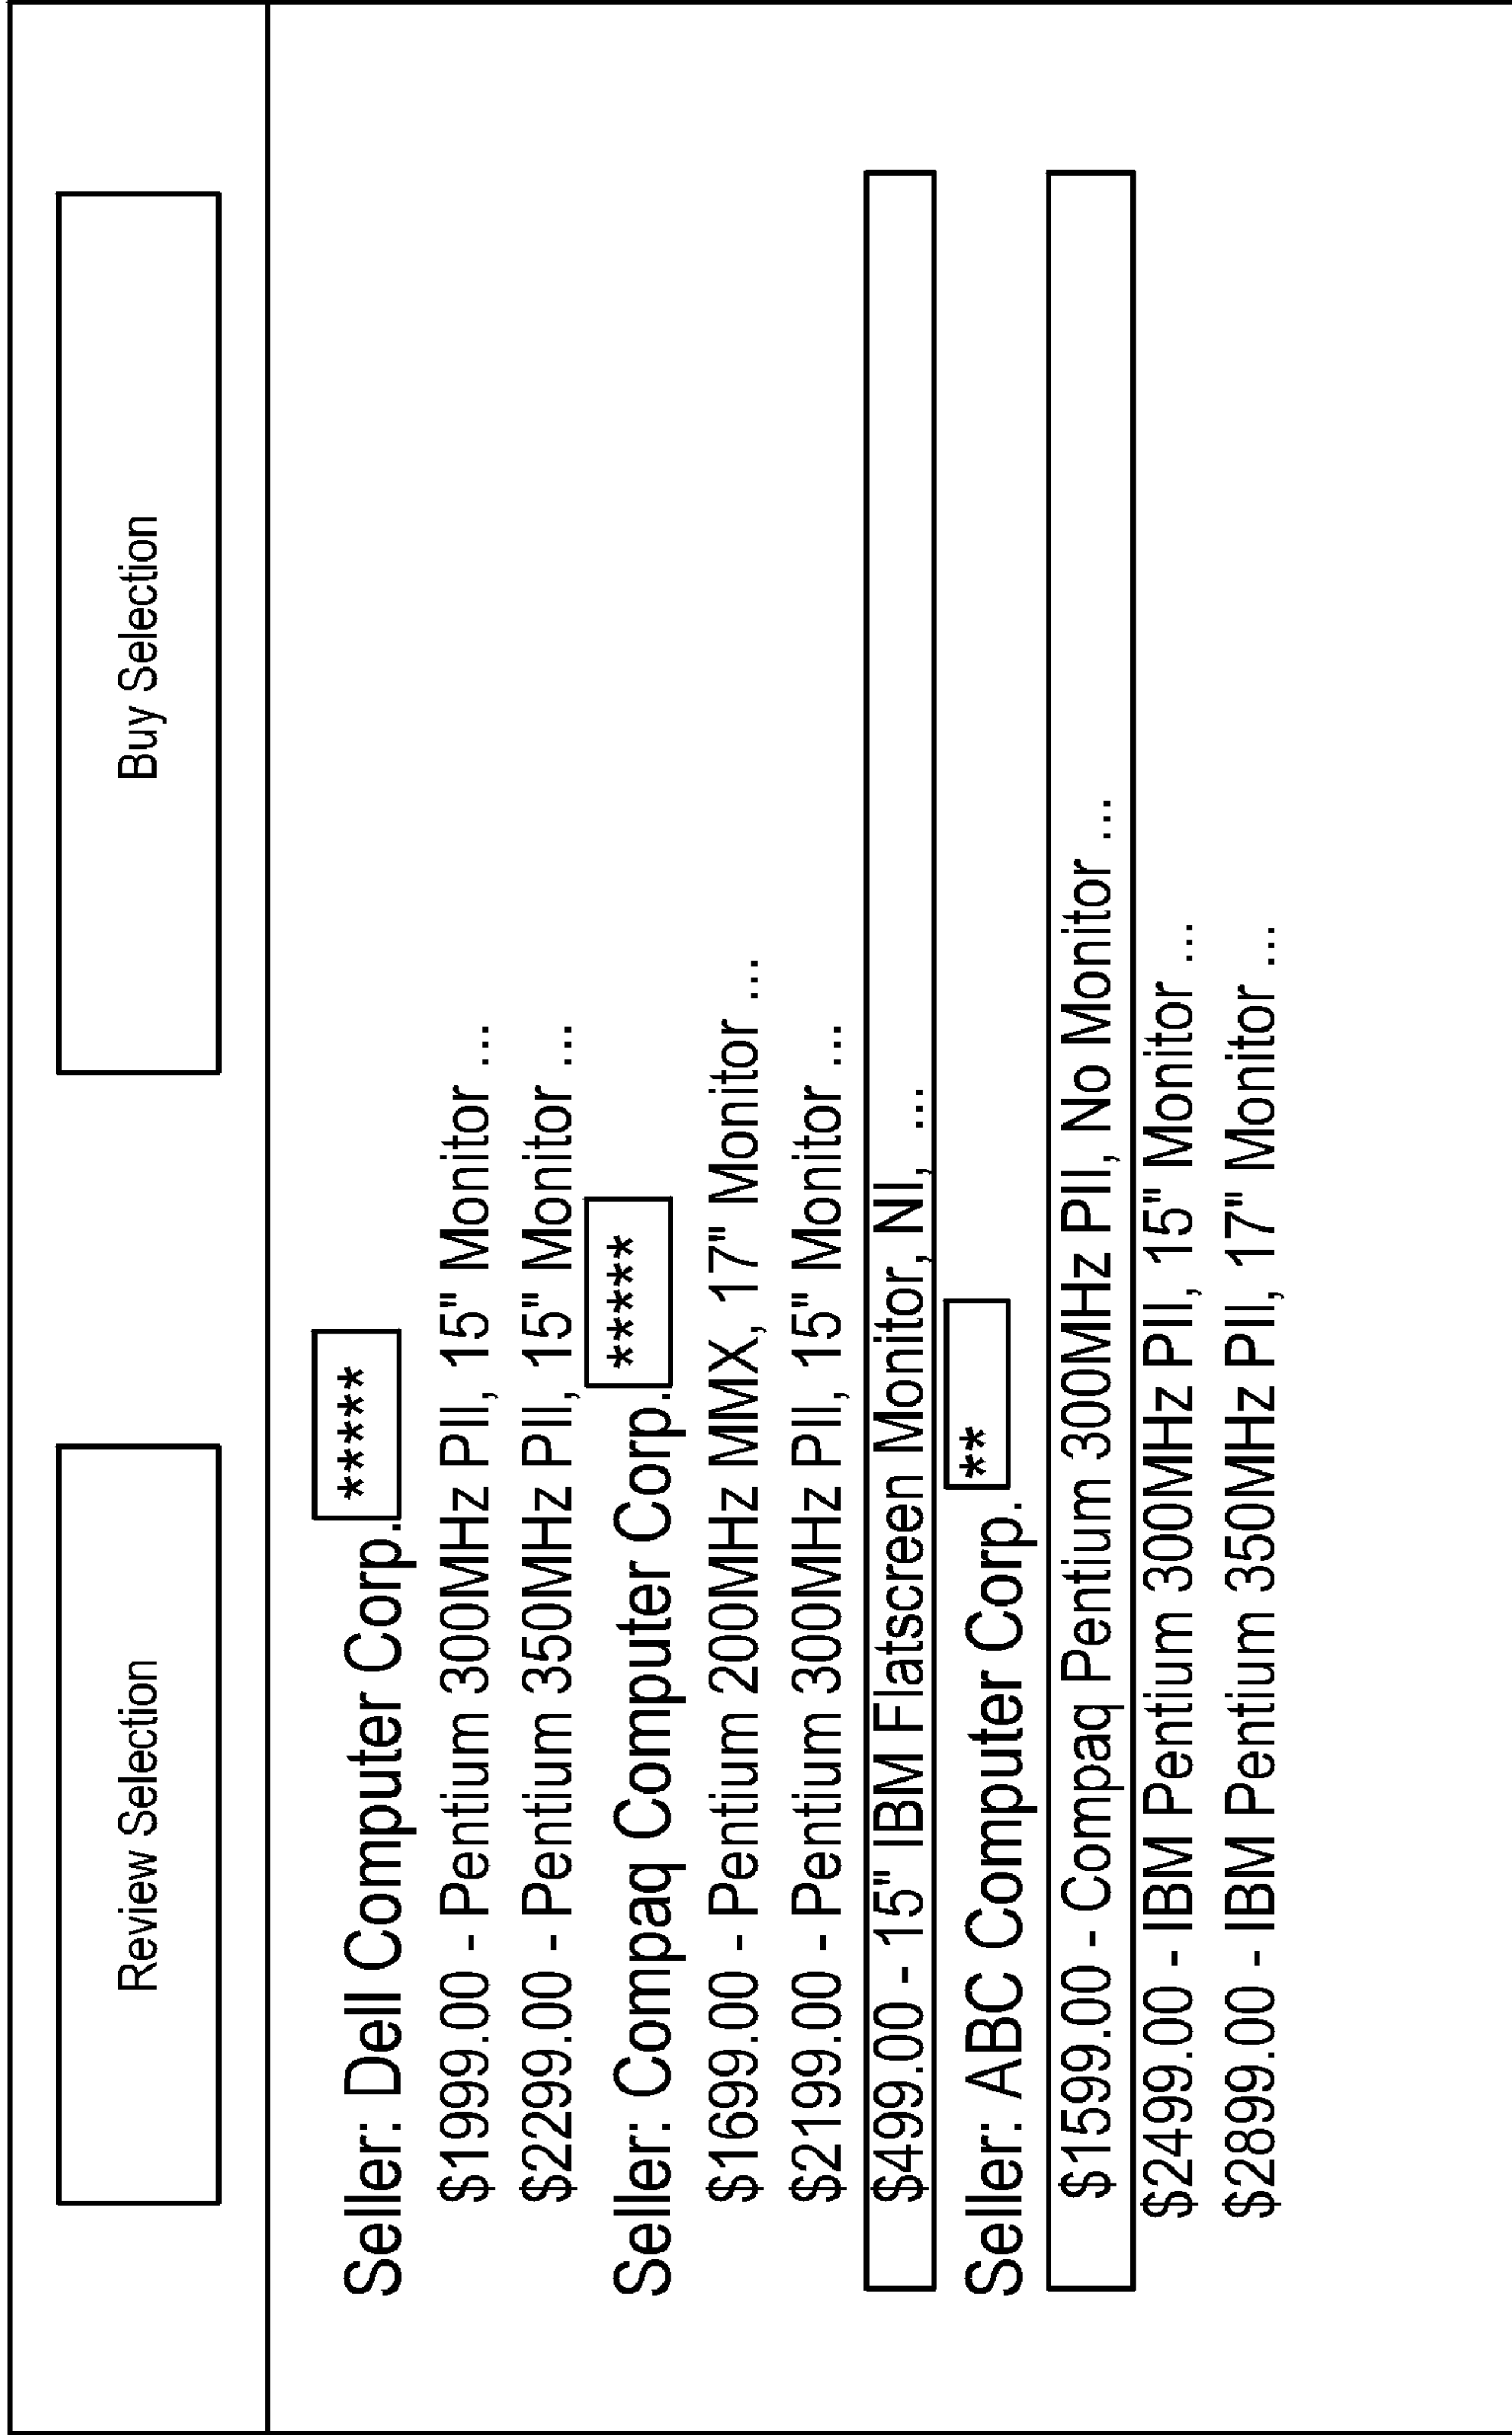 Review Selection
Buy Selection
Seller: Dell Computer Corp. *****
$1999.00 - Pentium 300MHz PII, 15" Monitor ...
$2299.00 - Pentium 350MHz PII, 15" Monitor ...
Seller: Compaq Computer Corp. *****
$1699.00 - Pentium 200MHz MMX, 17" Monitor ...
$2199.00 - Pentium 300MHz PII, 15" Monitor ...
$499.00 - 15" IBM Flatscreen Monitor, NI, ...
Seller: ABC Computer Corp. **
$1599.00 - Compaq Pentium 300MHz PII, No Monitor ...
$2499.00 - IBM Pentium 300MHz PII, 15" Monitor ...
$2899.00 - IBM Pentium 350MHz PII, 17" Monitor ...